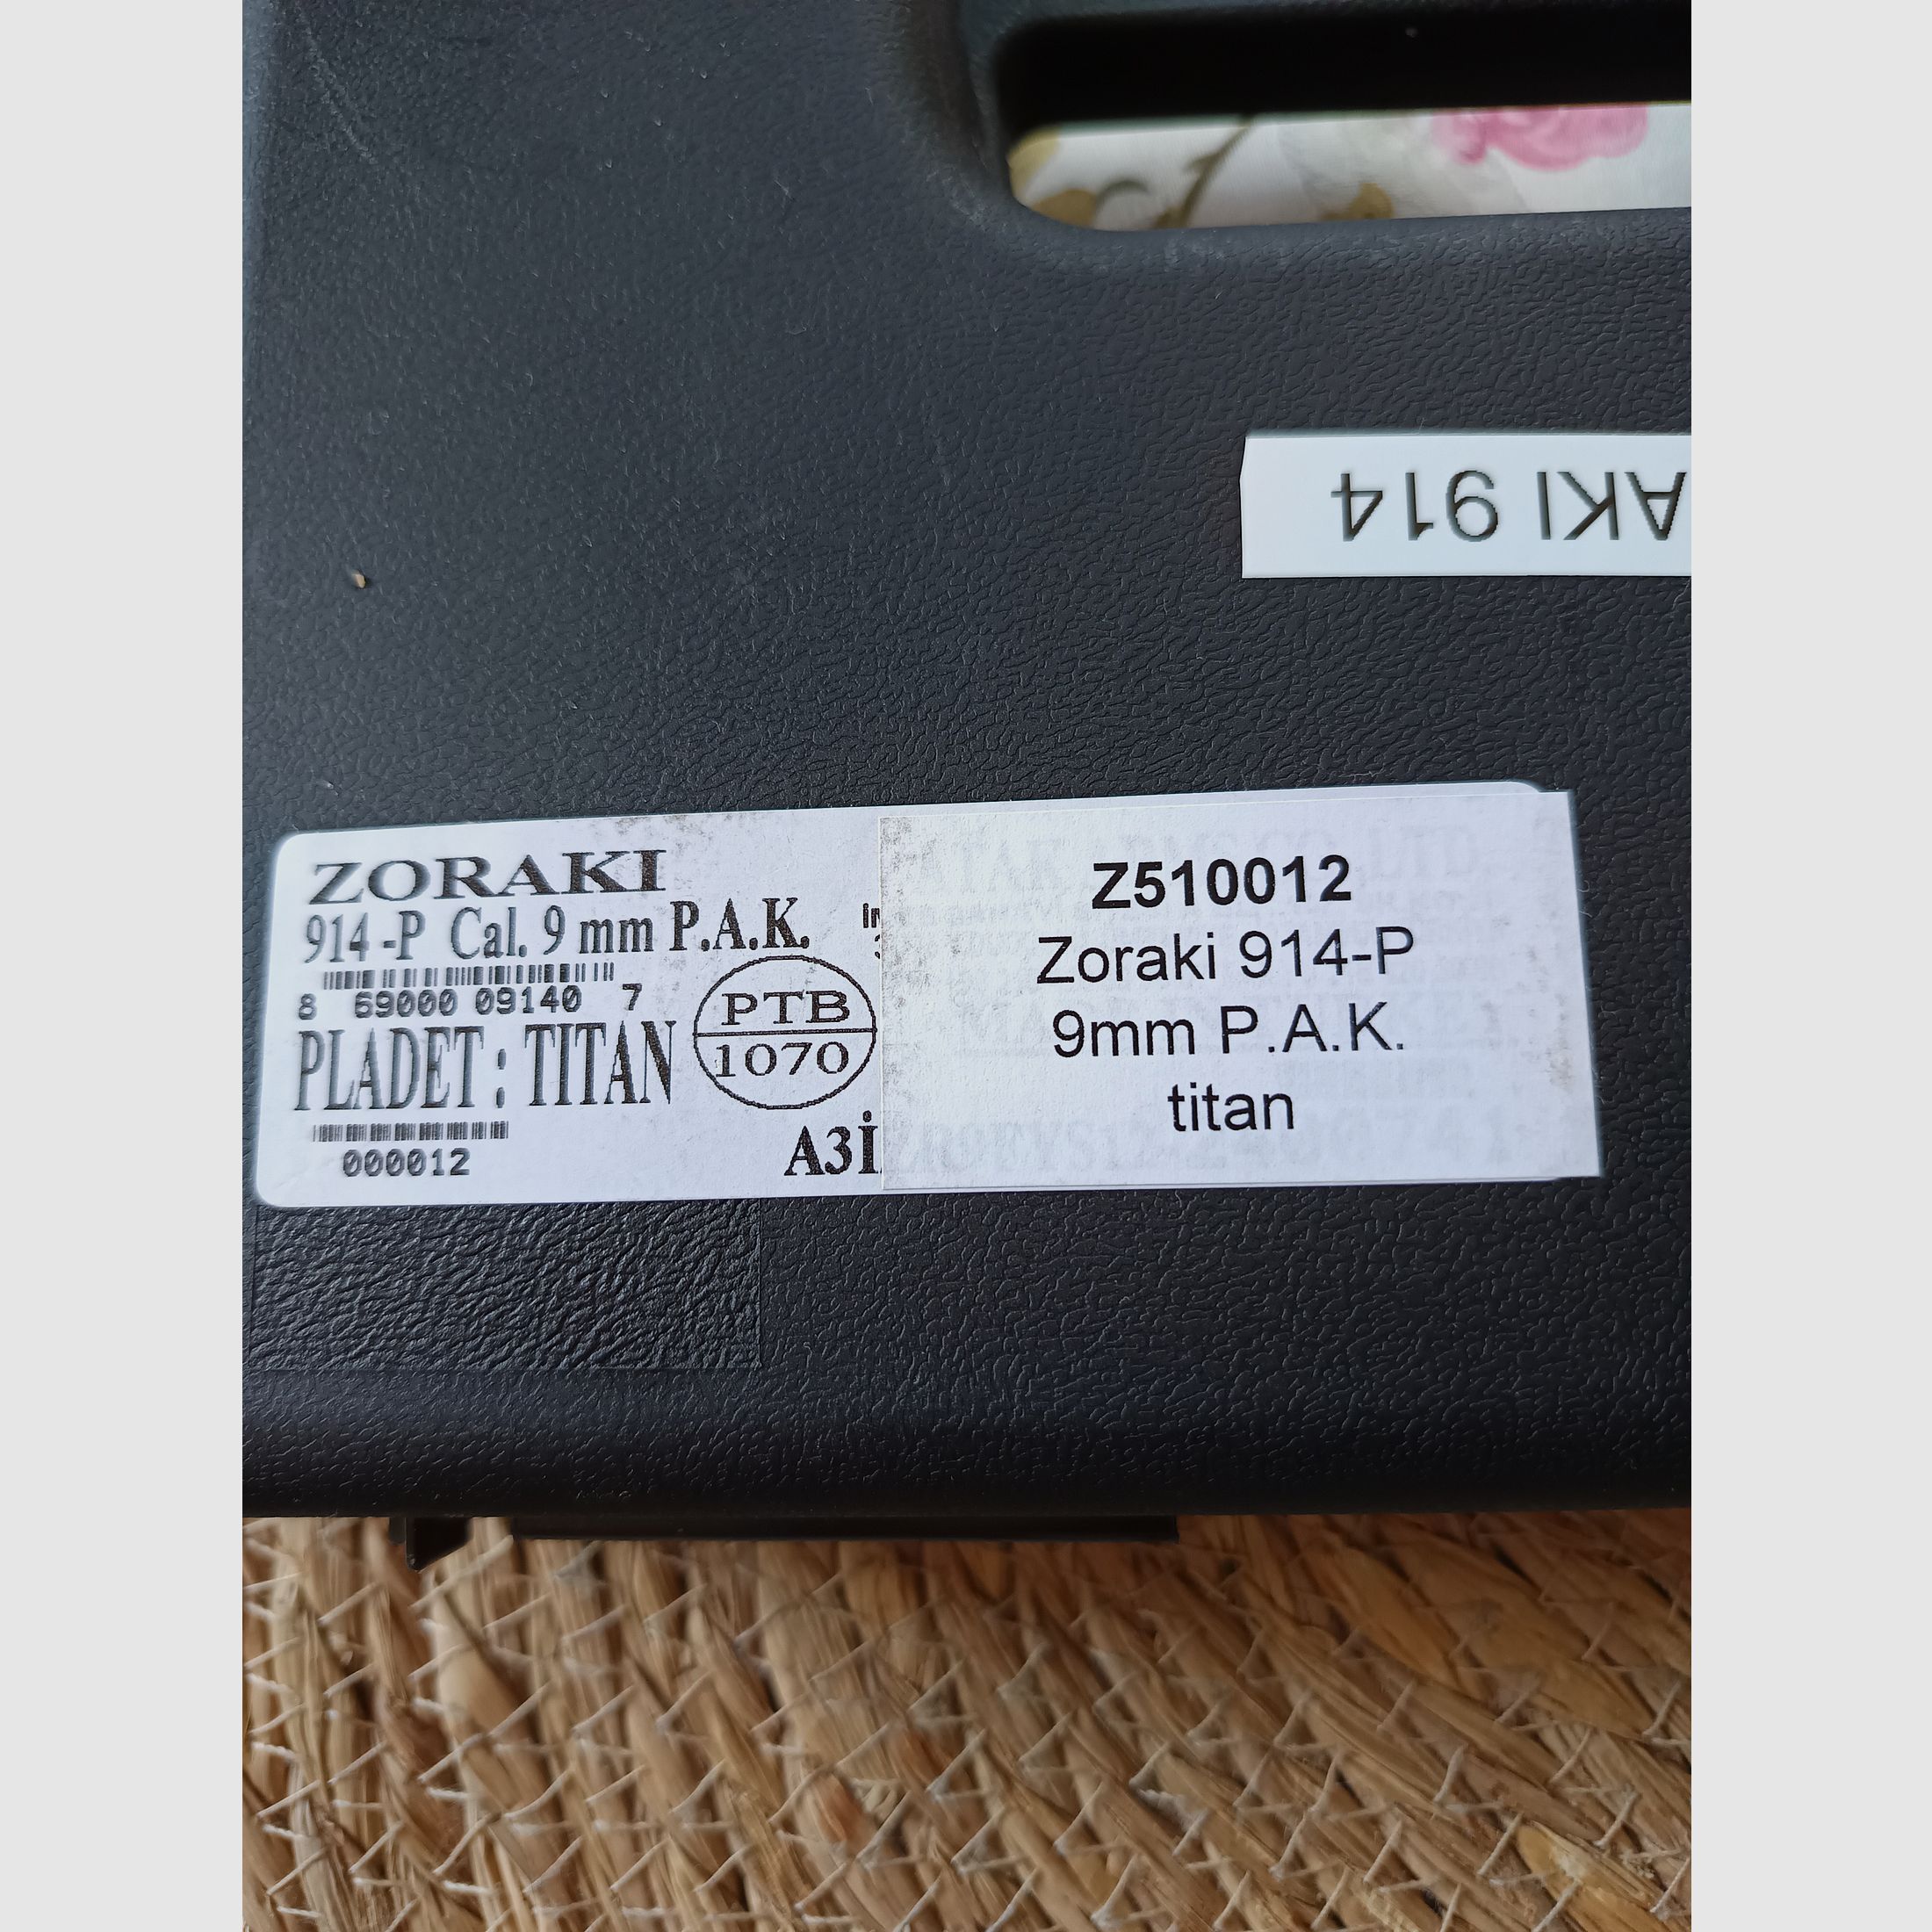 AKI 914
ZORAKI
914 -P Cal. 9 mm P.A.K.
8 69000 09140 7
PLADET : TITAN
PTB
1070
000012
A3İ
Z510012
Zoraki 914-P
9mm P.A.K.
titan